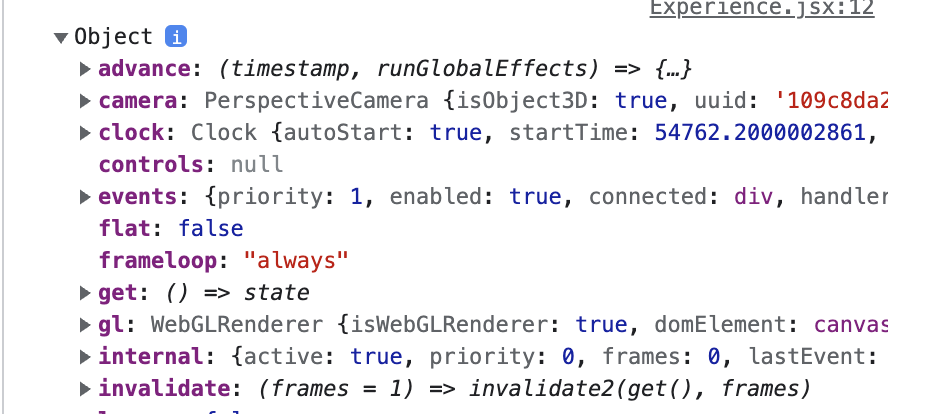 Experience.jsx:12
Object i
advance: (timestamp, runGlobalEffects) => {…}
camera: PerspectiveCamera {isObject3D: true, uuid: '109c8da2
clock: Clock {autoStart: true, startTime: 54762.2000002861,
controls: null
events: {priority: 1, enabled: true, connected: div, handler
flat: false
frameloop: "always"
get: () => state
gl: WebGLRenderer {isWebGLRenderer: true, domElement: canvas
internal: {active: true, priority: 0, frames: 0, lastEvent:
invalidate: (frames = 1) => invalidate2(get(), frames)